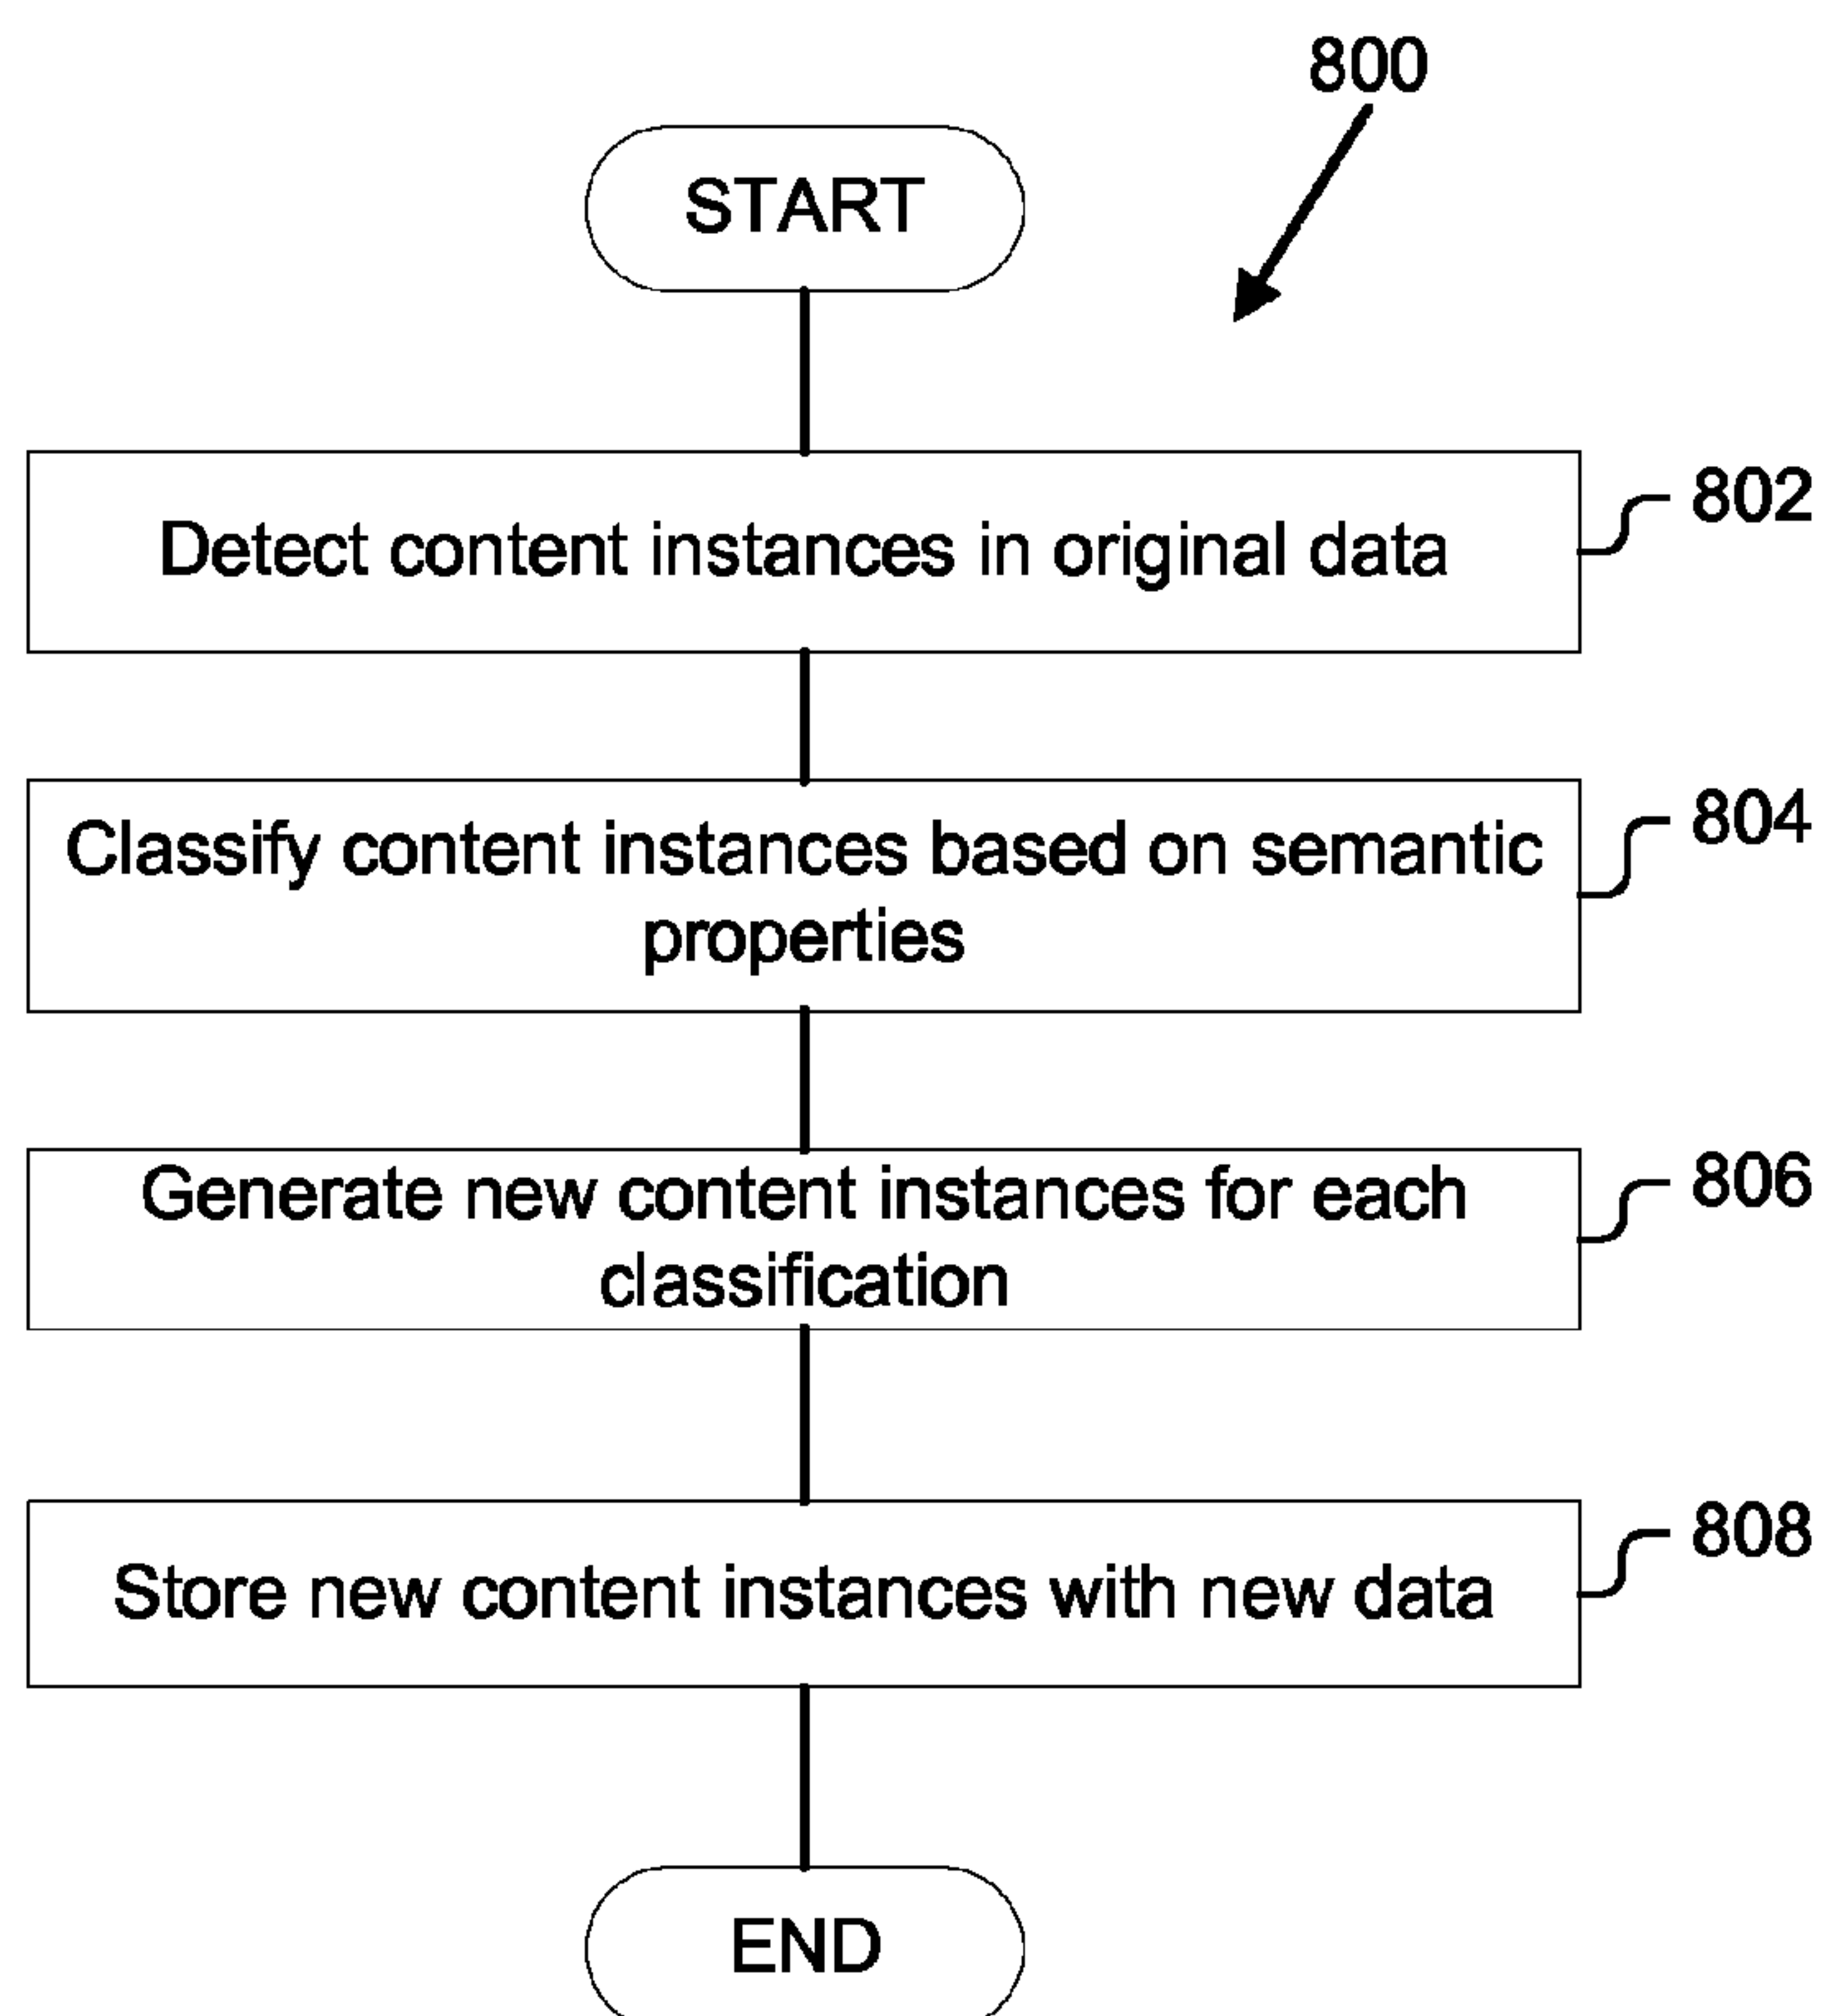 800
START
Detect content instances in original data
802
Classify content instances based on semantic
properties
804
Generate new content instances for each
classification
806
Store new content instances with new data
808
END